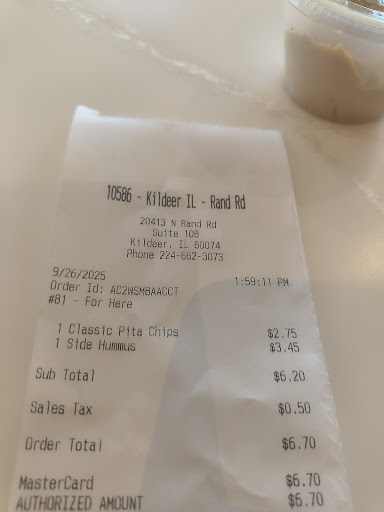 10586 - Kildeer IL - Rand Rd
20413 N Rand Rd
Suite 108
Kildeer, IL 60074
Phone 224-662-3073
9/26/2025 1:59:11 PM
Order Id: AC2WSM8AACCT
#81 - For Here
1 Classic Pita Chips $2.75
1 Side Hummus $3.45
Sub Total $6.20
Sales Tax $0.50
Order Total $6.70
MasterCard $6.70
AUTHORIZED AMOUNT $6.70